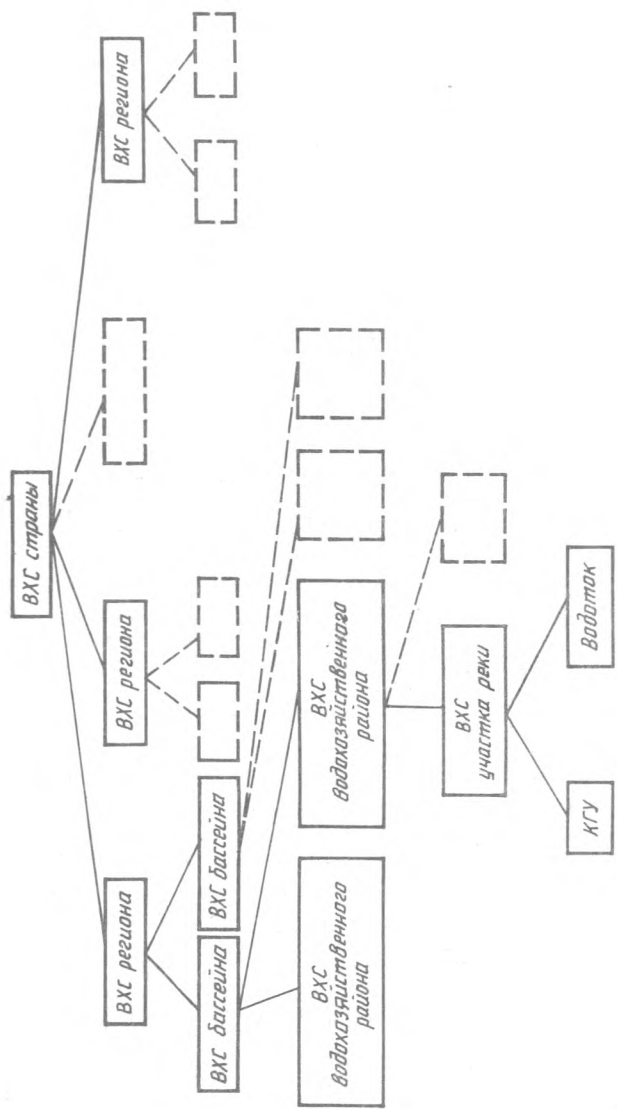 ВХС страны
ВХС региона
ВХС региона
ВХС региона
ВХС бассейна
ВХС бассейна
ВХС
водохозяйственного
района
ВХС
водохозяйственного
района
ВХС
участка реки
КГУ
Водоток